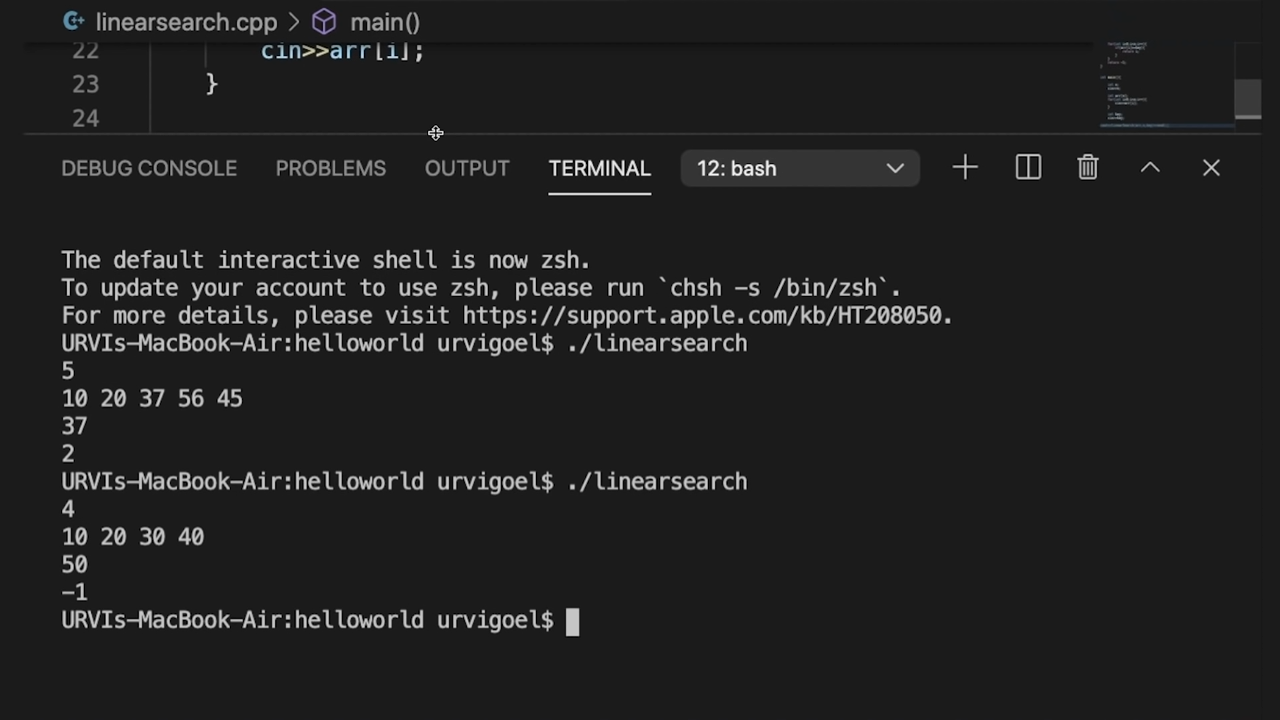 linearsearch.cpp > main()
22 cin>>arr[i];
23 }
24
DEBUG CONSOLE PROBLEMS OUTPUT TERMINAL 12: bash
The default interactive shell is now zsh.
To update your account to use zsh, please run `chsh -s /bin/zsh`.
For more details, please visit https://support.apple.com/kb/HT208050.
URVIs-MacBook-Air:helloworld urvigoel$ ./linearsearch
5
10 20 37 56 45
37
2
URVIs-MacBook-Air:helloworld urvigoel$ ./linearsearch
4
10 20 30 40
50
-1
URVIs-MacBook-Air:helloworld urvigoel$